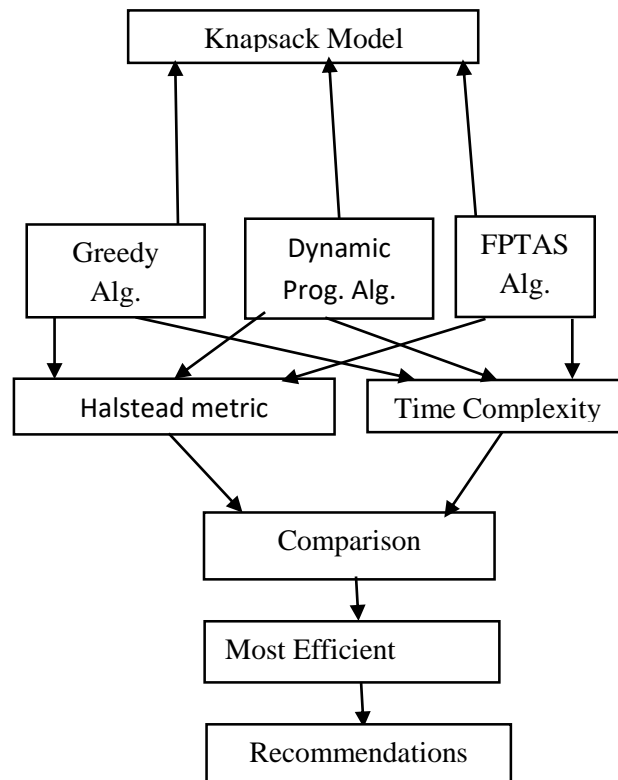 Knapsack Model
Greedy
Alg.
Dynamic
Prog. Alg.
FPTAS
Alg.
Halstead metric
Time Complexity
Comparison
Most Efficient
Recommendations